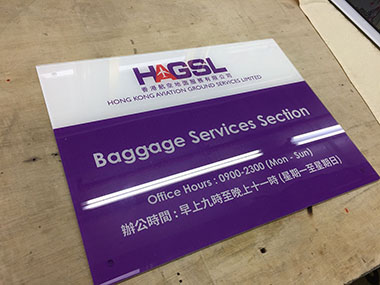 HAGSL
香港航空地面服務有限公司
HONG KONG AVIATION GROUND SERVICES LIMITED
Baggage Services Section
Office Hours : 0900-2300 (Mon - Sun)
辦公時間 : 早上九時至晚上十一時 (星期一至星期日)